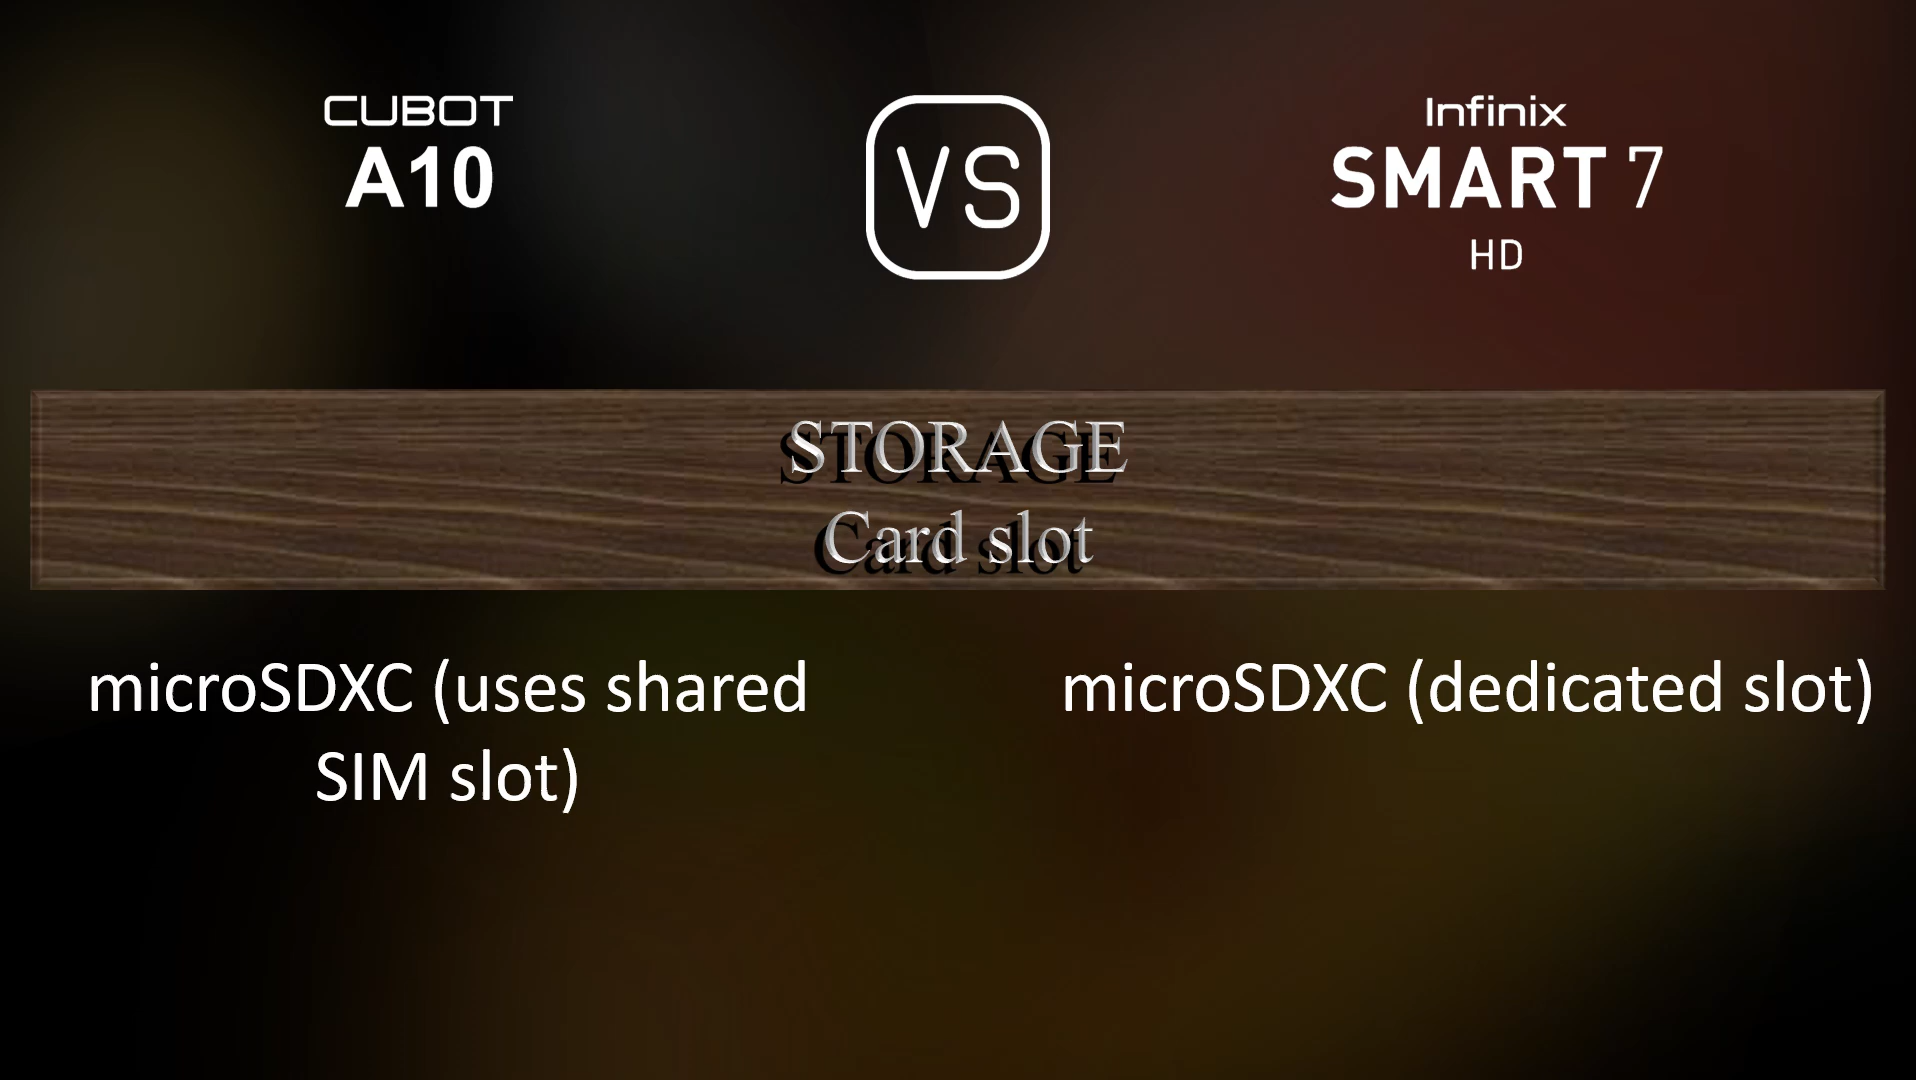 CUBOT
A10
VS
Infinix
SMART 7
HD
STORAGE
Card slot
microSDXC (uses shared
SIM slot)
microSDXC (dedicated slot)